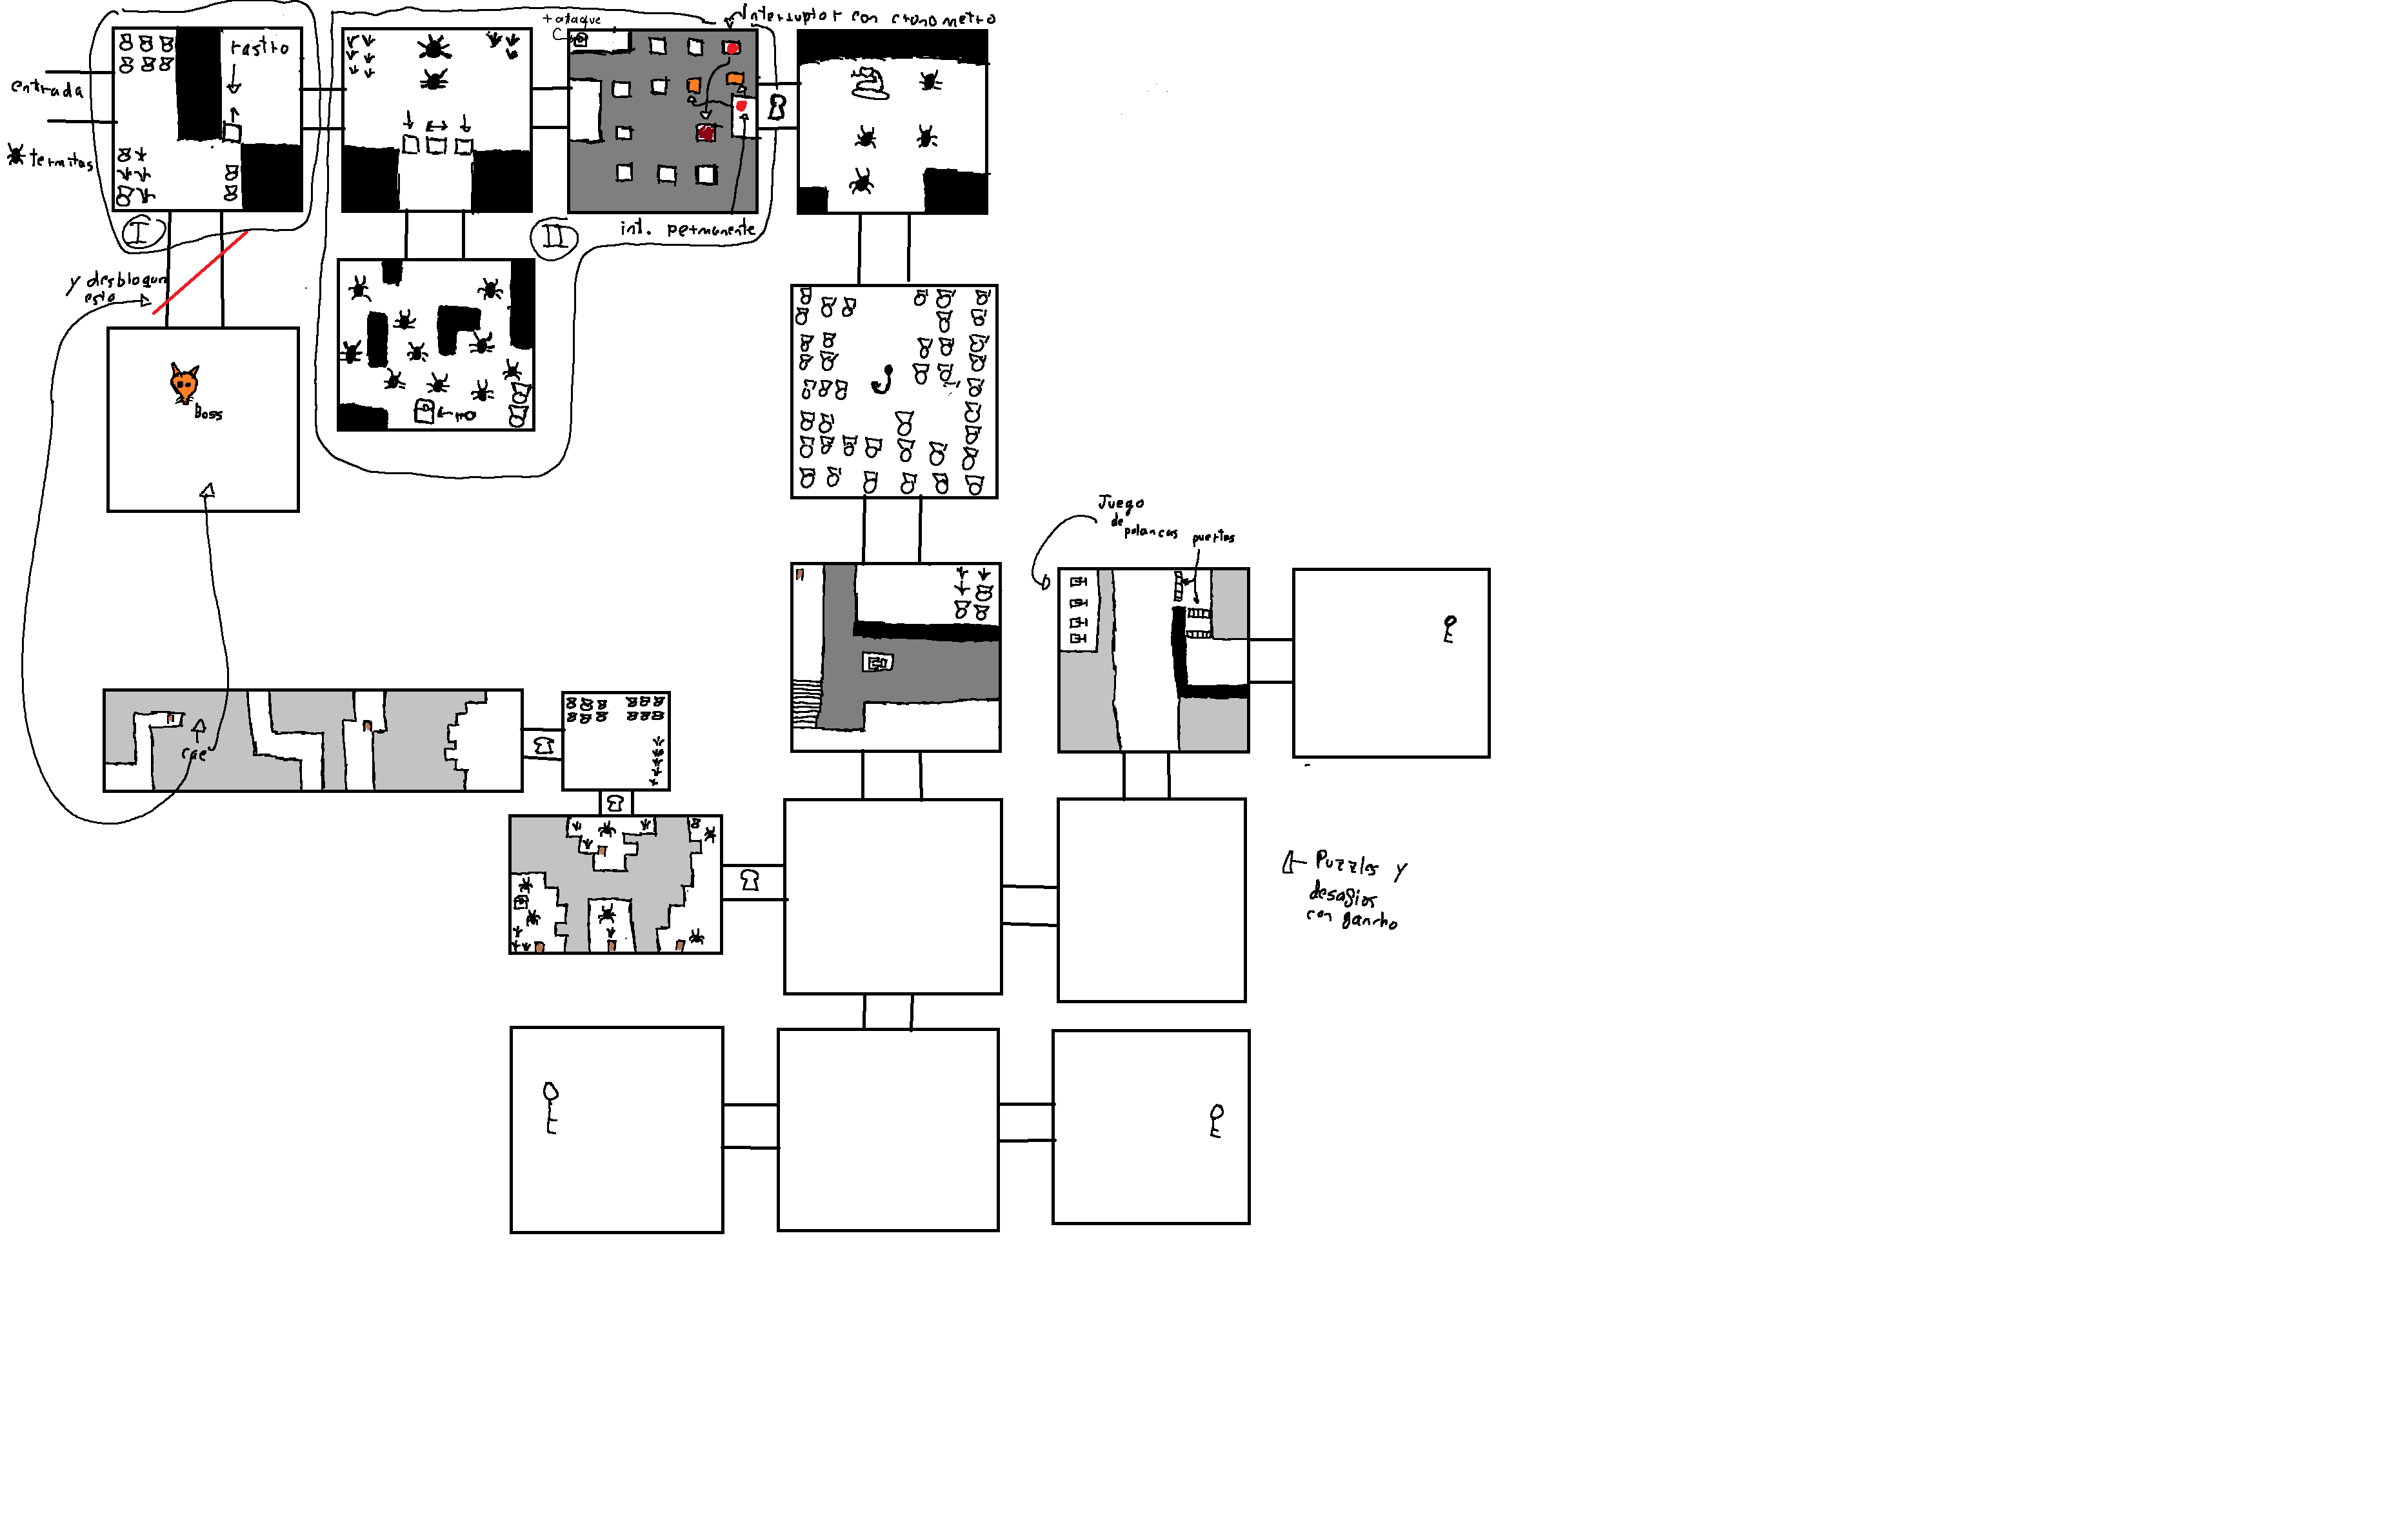 + ataque
Interruptor con cronometro
rastro
entrada
termitas
I
II
int. permanente
y desbloquea
esto
Boss
Juego
de
palancas
puertas
cae
Puzzles y
desafios
con gancho